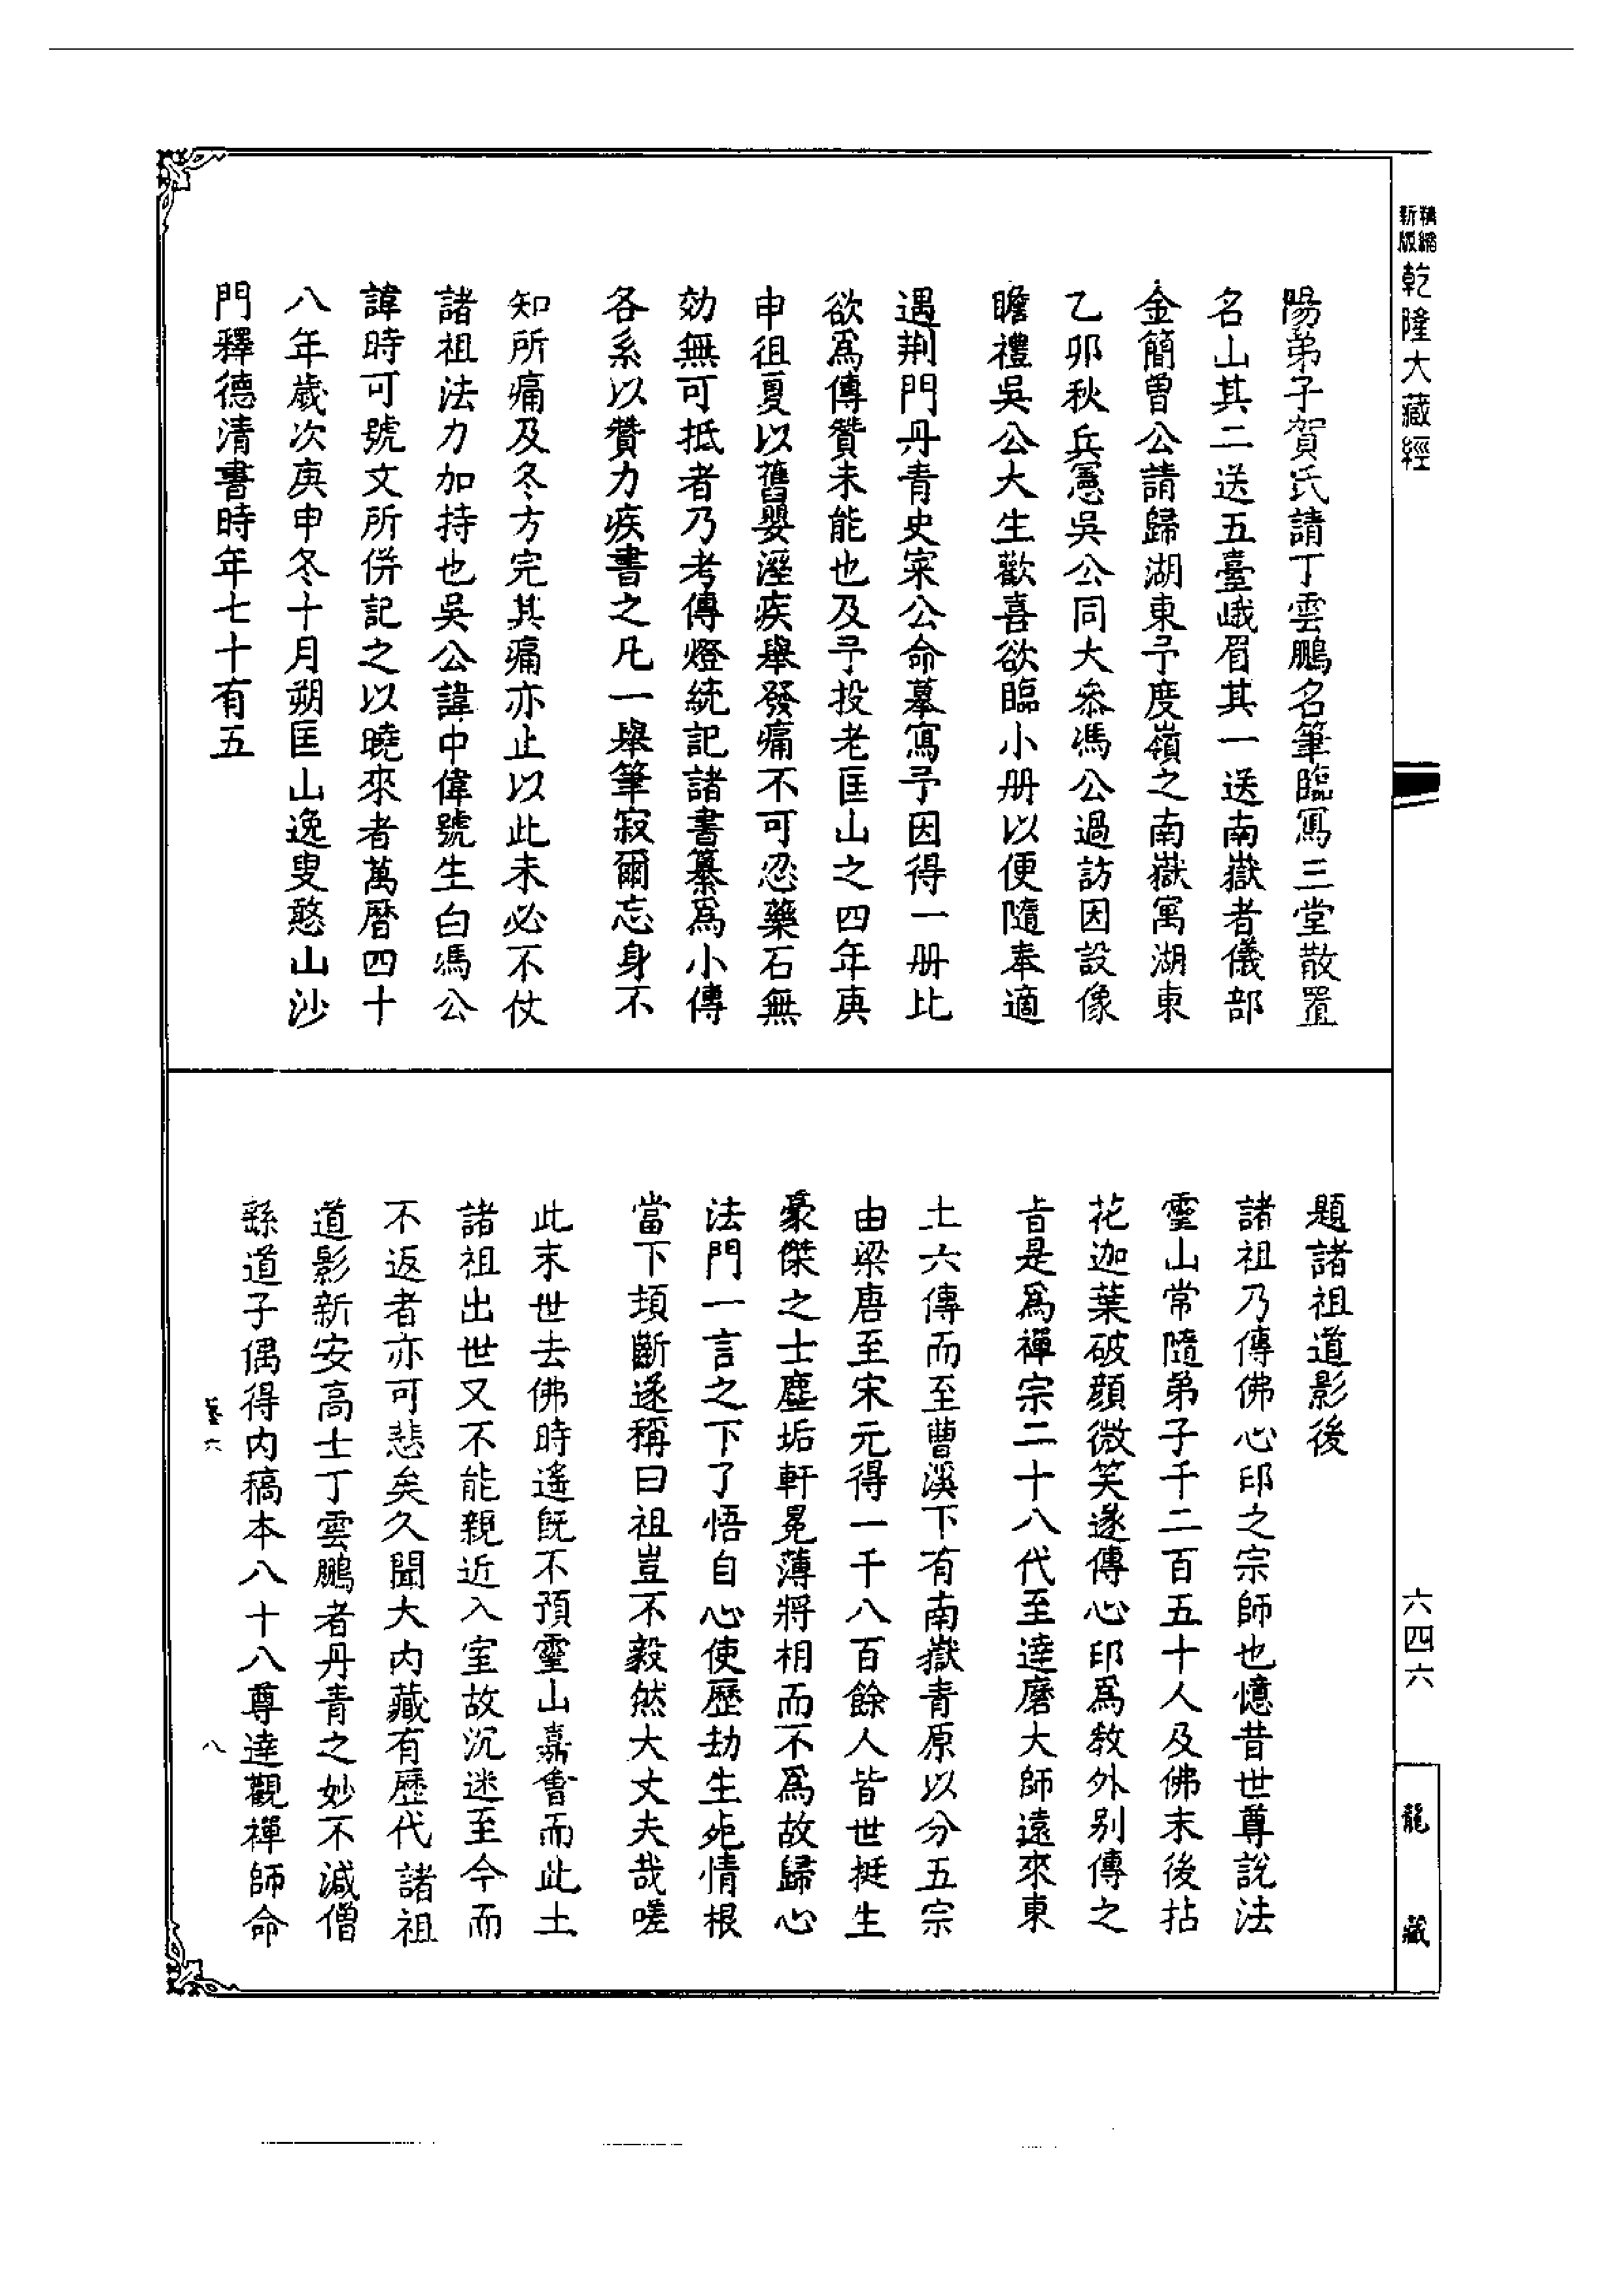 精縮新版乾隆大藏經
陽弟子賀氏請丁雲鵬名筆臨寫三堂散置
名山其二送五臺峨眉其一送南嶽者儀部
金簡曾公請歸湖東予度嶺之南嶽寓湖東
乙卯秋兵憲吳公同大叅馮公過訪因設像
瞻禮吳公大生歡喜欲臨小册以便隨奉適
遇荆門丹青史寀公命摹寫予因得一册比
欲爲傳贊未能也及予投老匡山之四年庚
申徂夏以舊嬰溼疾舉發痛不可忍藥石無
効無可抵者乃考傳燈統記諸書纂爲小傳
各系以贊力疾書之凡一舉筆寂爾忘身不
知所痛及冬方完其痛亦止以此未必不仗
諸祖法力加持也吳公諱中偉號生白馮公
諱時可號文所併記之以曉來者萬曆四十
八年歲次庚申冬十月朔匡山逸叟憨山沙
門釋德清書時年七十有五
六四六
龍藏
題諸祖道影後
諸祖乃傳佛心印之宗師也憶昔世尊說法
靈山常隨弟子千二百五十人及佛末後拈
花迦葉破顏微笑遂傳心印爲教外别傳之
旨是爲禪宗二十八代至達磨大師遠來東
土六傳而至曹溪下有南嶽青原以分五宗
由梁唐至宋元得一千八百餘人皆世挺生
豪傑之士塵垢軒冕薄將相而不爲故歸心
法門一言之下了悟自心使歷劫生死情根
當下頓斷遂稱曰祖豈不毅然大丈夫哉嗟
此末世去佛時遙旣不預靈山嘉會而此土
諸祖出世又不能親近入室故沉迷至今而
不返者亦可悲矣久聞大內藏有歷代諸祖
道影新安高士丁雲鵬者丹青之妙不減僧
繇道子偶得内稿本八十八尊達觀禪師命
六
八